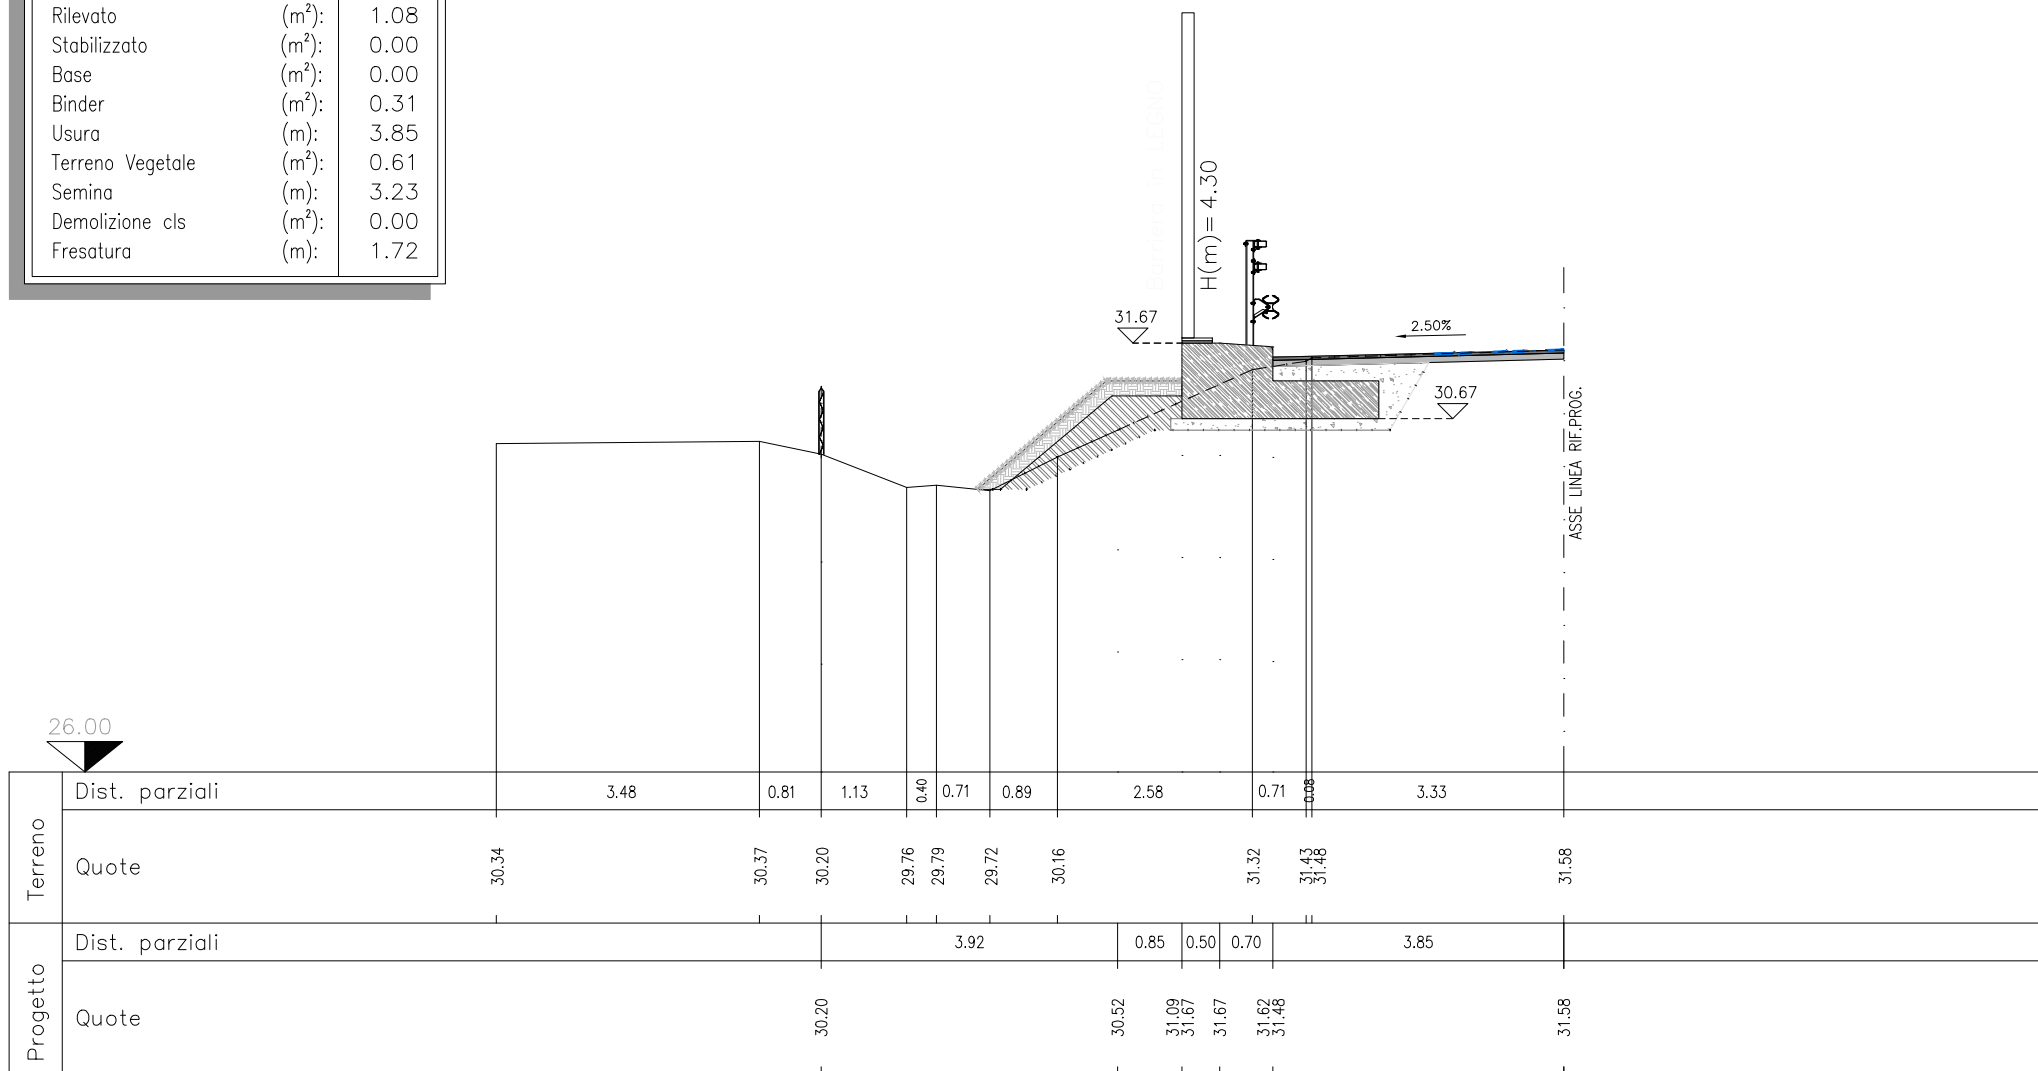 Rilevato (m²): 1.08
Stabilizzato (m²): 0.00
Base (m²): 0.00
Binder (m²): 0.31
Usura (m): 3.85
Terreno Vegetale (m²): 0.61
Semina (m): 3.23
Demolizione cls (m²): 0.00
Fresatura (m): 1.72
Barriera in LEGNO
H(m)= 4.30
31.67
2.50%
30.67
ASSE LINEA RIF.PROG.
26.00
Terreno
Dist. parziali 3.48 0.81 1.13 0.40 0.71 0.89 2.58 0.71 0.08 3.33
Quote 30.34 30.37 30.20 29.76 29.79 29.72 30.16 31.32 31.43 31.48 31.58
Progetto
Dist. parziali 3.92 0.85 0.50 0.70 3.85
Quote 30.20 30.52 31.09 31.67 31.67 31.62 31.48 31.58